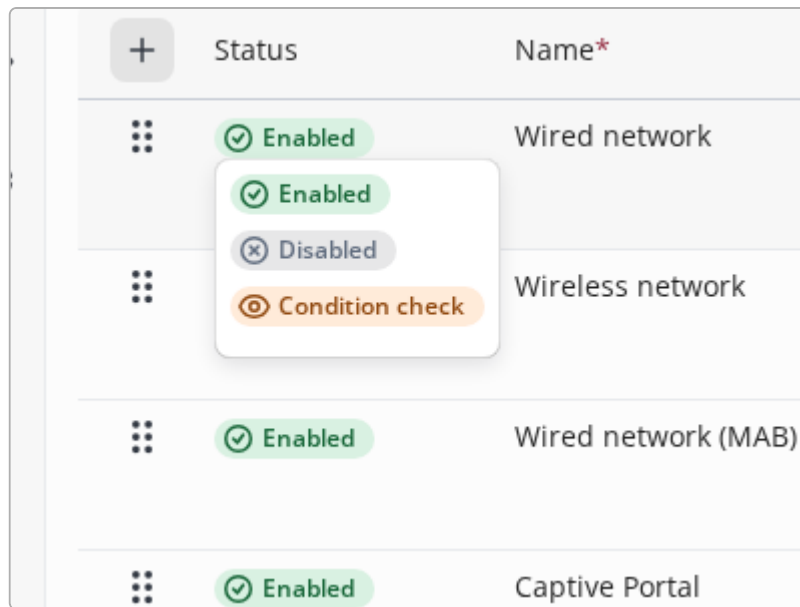 + Status Name*
Enabled Wired network
Enabled
Disabled
Wireless network
Condition check
Enabled Wired network (MAB)
Enabled Captive Portal